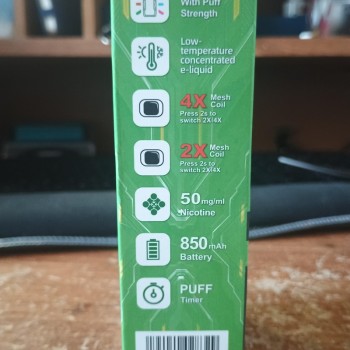 With Puff
Strength
Low-
temperature
concentrated
e-liquid
4X Mesh
Coil
Press 2s to
switch 2X/4X
2X Mesh
Coil
Press 2s to
switch 2X/4X
50mg/ml
Nicotine
850mAh
Battery
PUFF
Timer